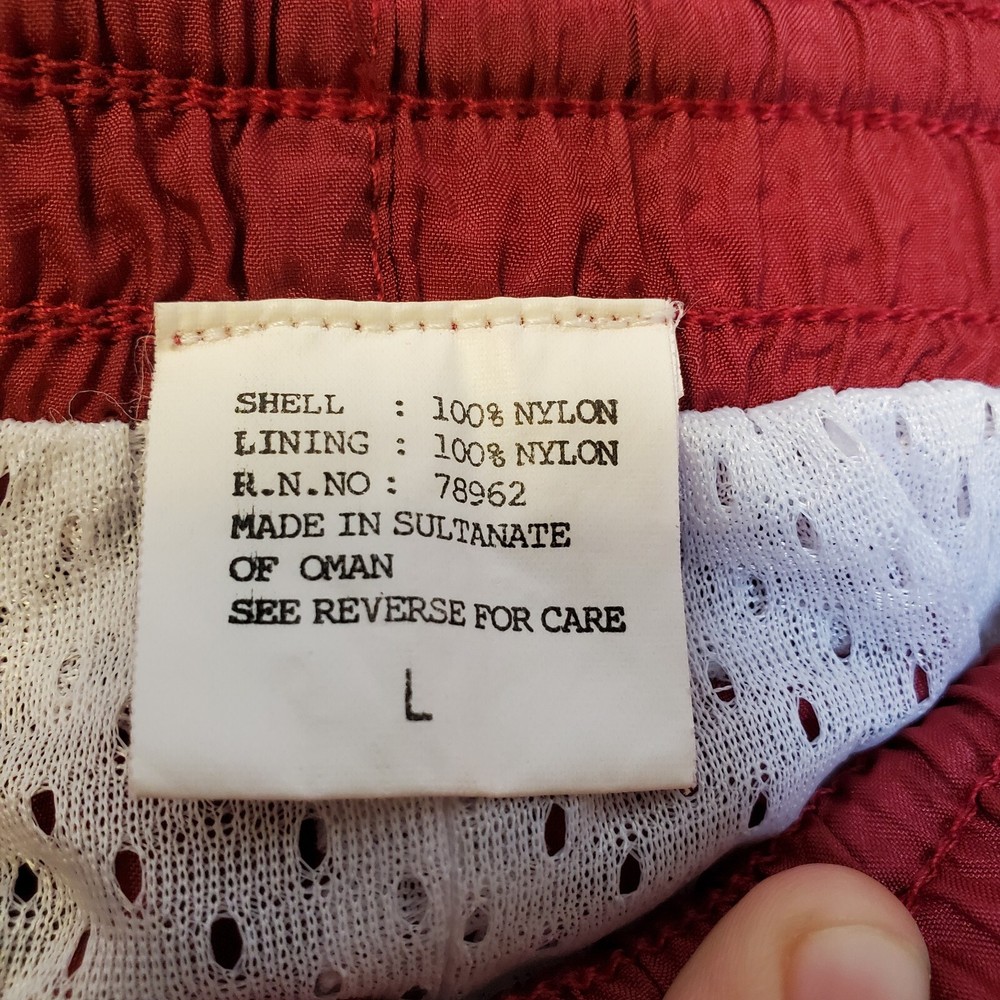 SHELL : 100% NYLON
LINING : 100% NYLON
R.N.NO : 78962
MADE IN SULTANATE
OF OMAN
SEE REVERSE FOR CARE
L